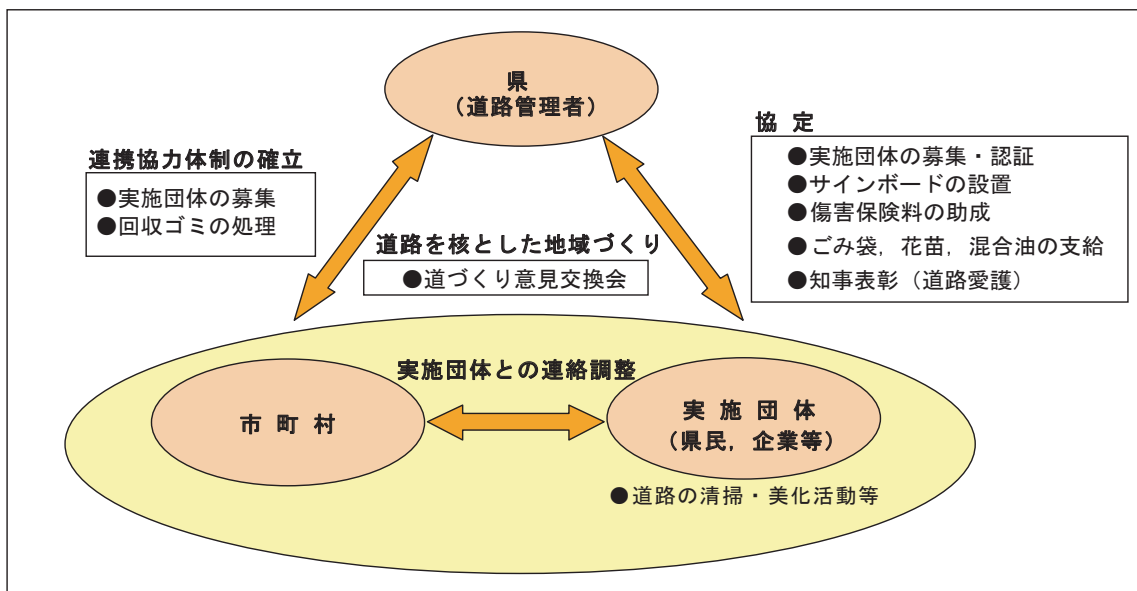 県
（道路管理者）
連携協力体制の確立
●実施団体の募集
●回収ゴミの処理
協 定
●実施団体の募集・認証
●サインボードの設置
●傷害保険料の助成
●ごみ袋，花苗，混合油の支給
●知事表彰（道路愛護）
道路を核とした地域づくり
●道づくり意見交換会
実施団体との連絡調整
市 町 村
実 施 団 体
（県民，企業等）
●道路の清掃・美化活動等